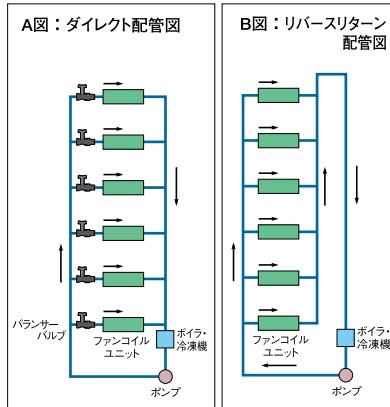 A図：ダイレクト配管図
バランサー
バルブ
ファンコイル
ユニット
ボイラ・
冷凍機
ポンプ
B図：リバースリターン
配管図
ファンコイル
ユニット
ボイラ・
冷凍機
ポンプ